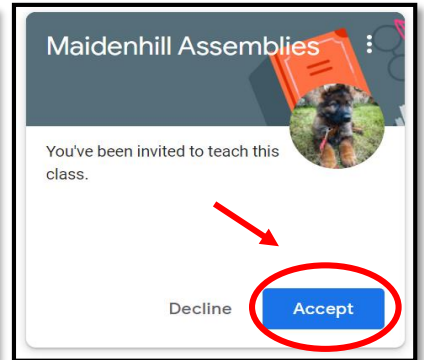 Maidenhill Assemblies
You've been invited to teach this
class.
Decline
Accept